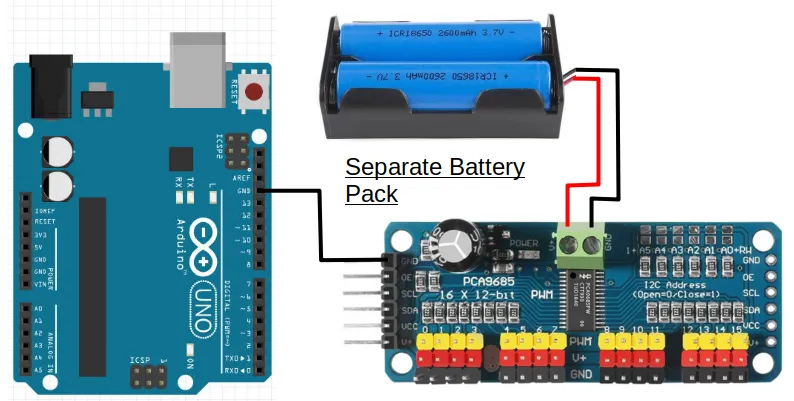 + ICR18650 2600mAh 3.7V -
+ ICR18650 2600mAh 3.7V -
Separate Battery
Pack
RESET
ICSP2
AREF
GND
13
12
~11
~10
~9
8
7
~6
~5
4
~3
2
TXD▶1
RXD◀0
DIGITAL (PWM~)
L
TX
RX
Arduino
UNO
ON
ICSP
1
IOREF
RESET
3V3
5V
GND
GND
VIN
POWER
A0
A1
A2
A3
A4
A5
ANALOG IN
V+
GND
POWER
GND
OE
SCL
SDA
VCC
V+
PCA9685
16 X 12-bit PWM
1+ A5 A4 A3 A2 A1 A0+RW
I2C Address
(Open=0/Close=1)
GND
OE
SCL
SDA
VCC
V+
0 1 2 3 4 5 6 7 8 9 10 11 12 13 14 15
PWM
V+
GND